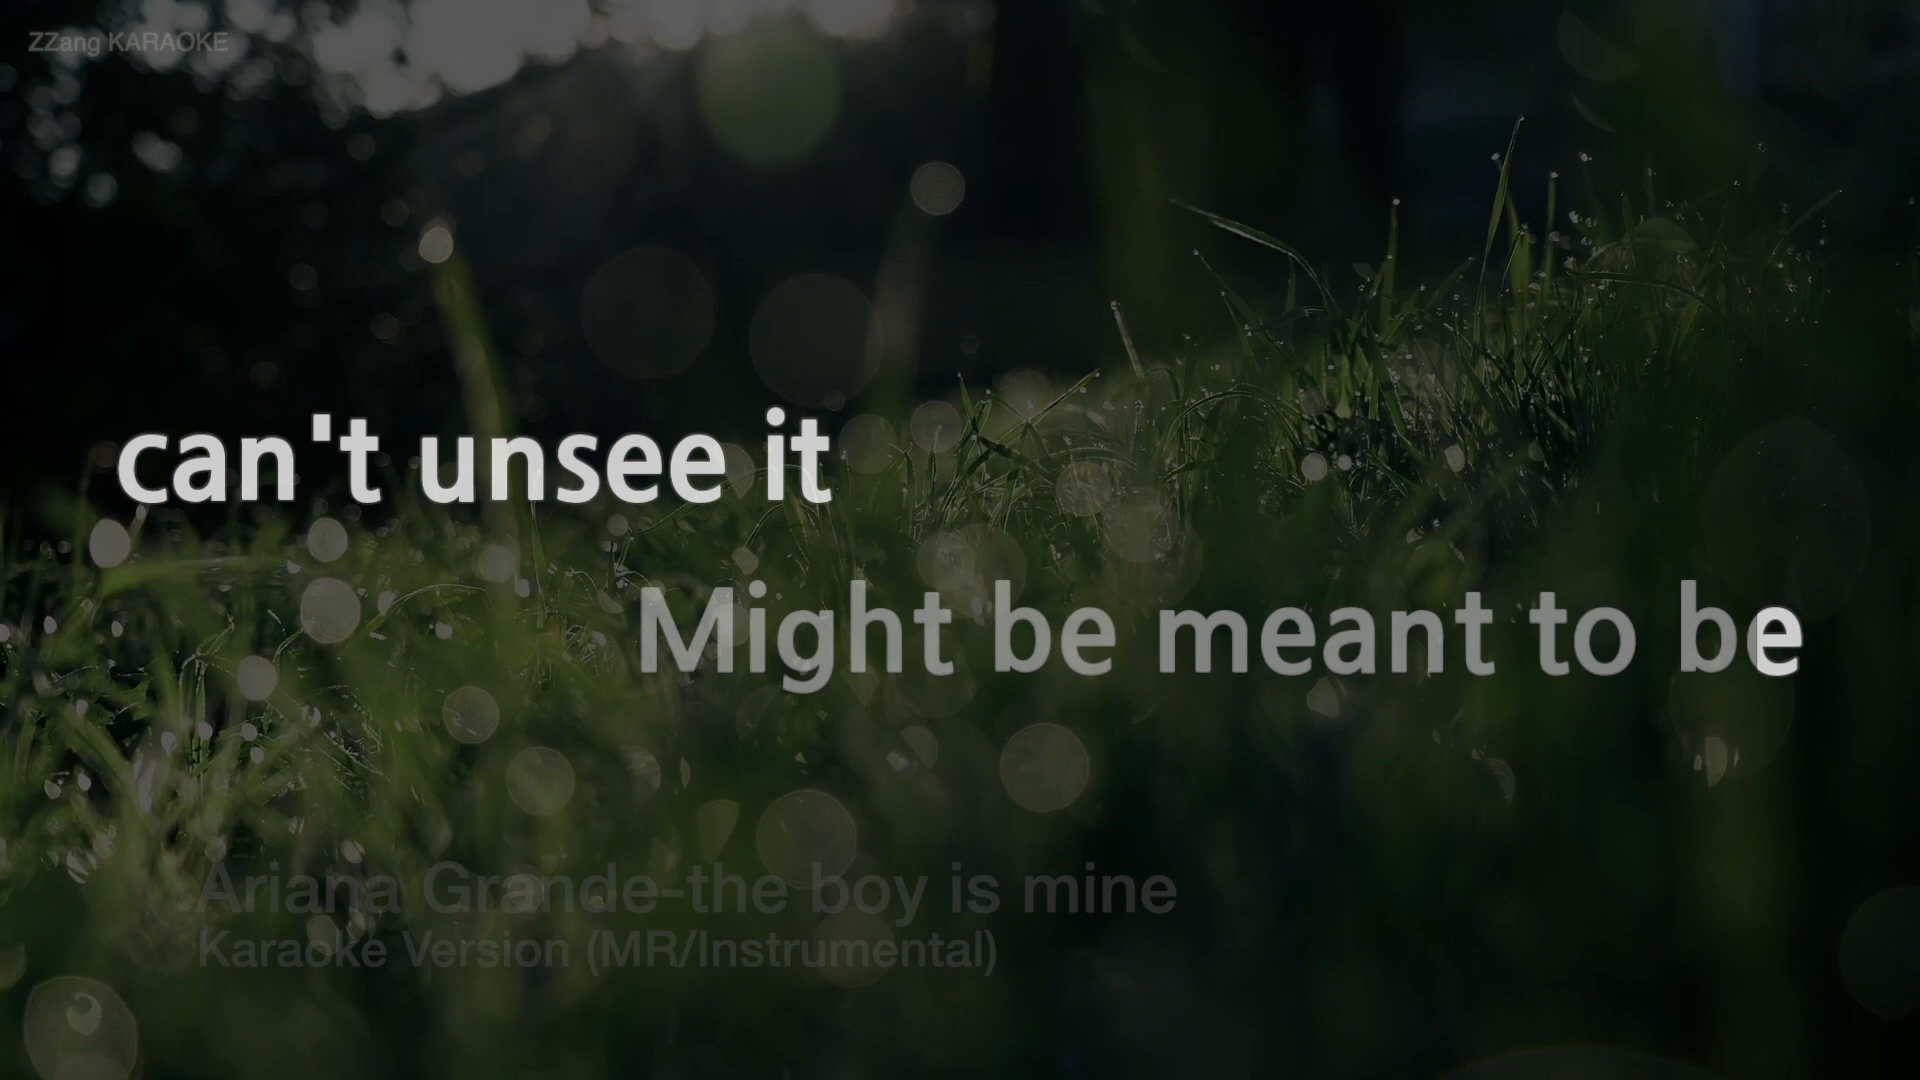 ZZang KARAOKE
can't unsee it
Might be meant to be
Ariana Grande-the boy is mine
Karaoke Version (MR/Instrumental)